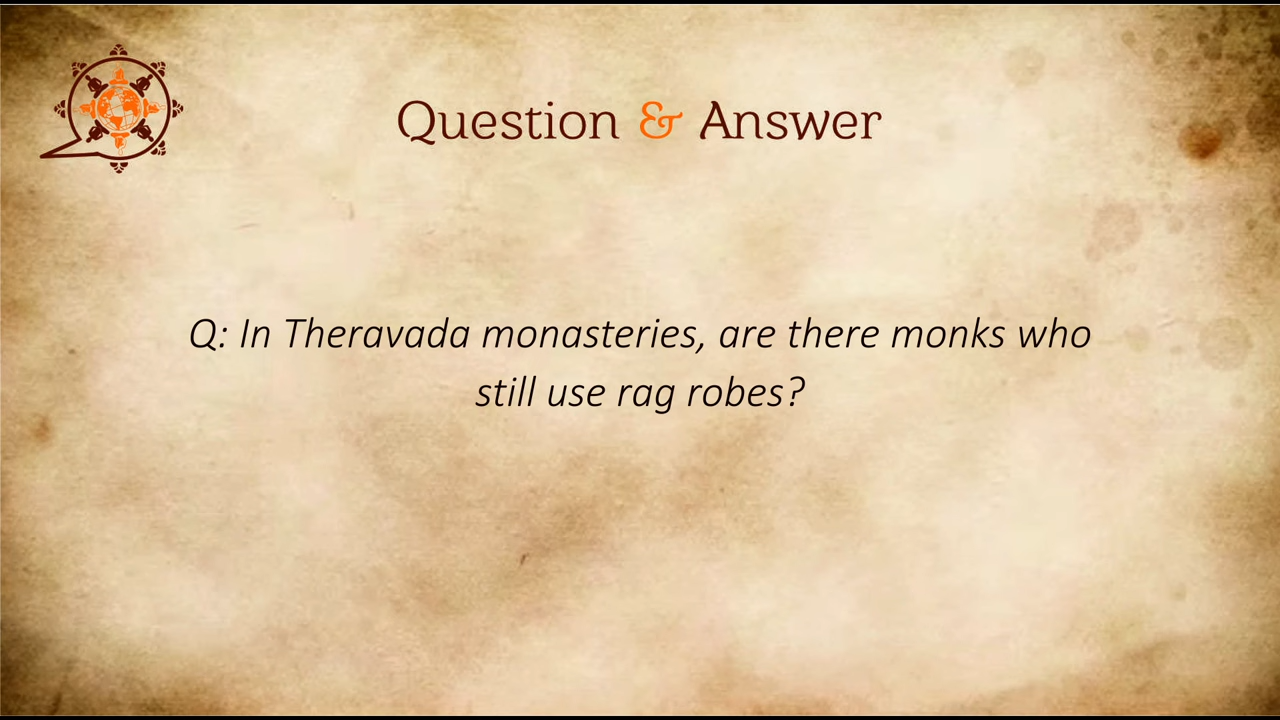 Question & Answer
Q: In Theravada monasteries, are there monks who
still use rag robes?